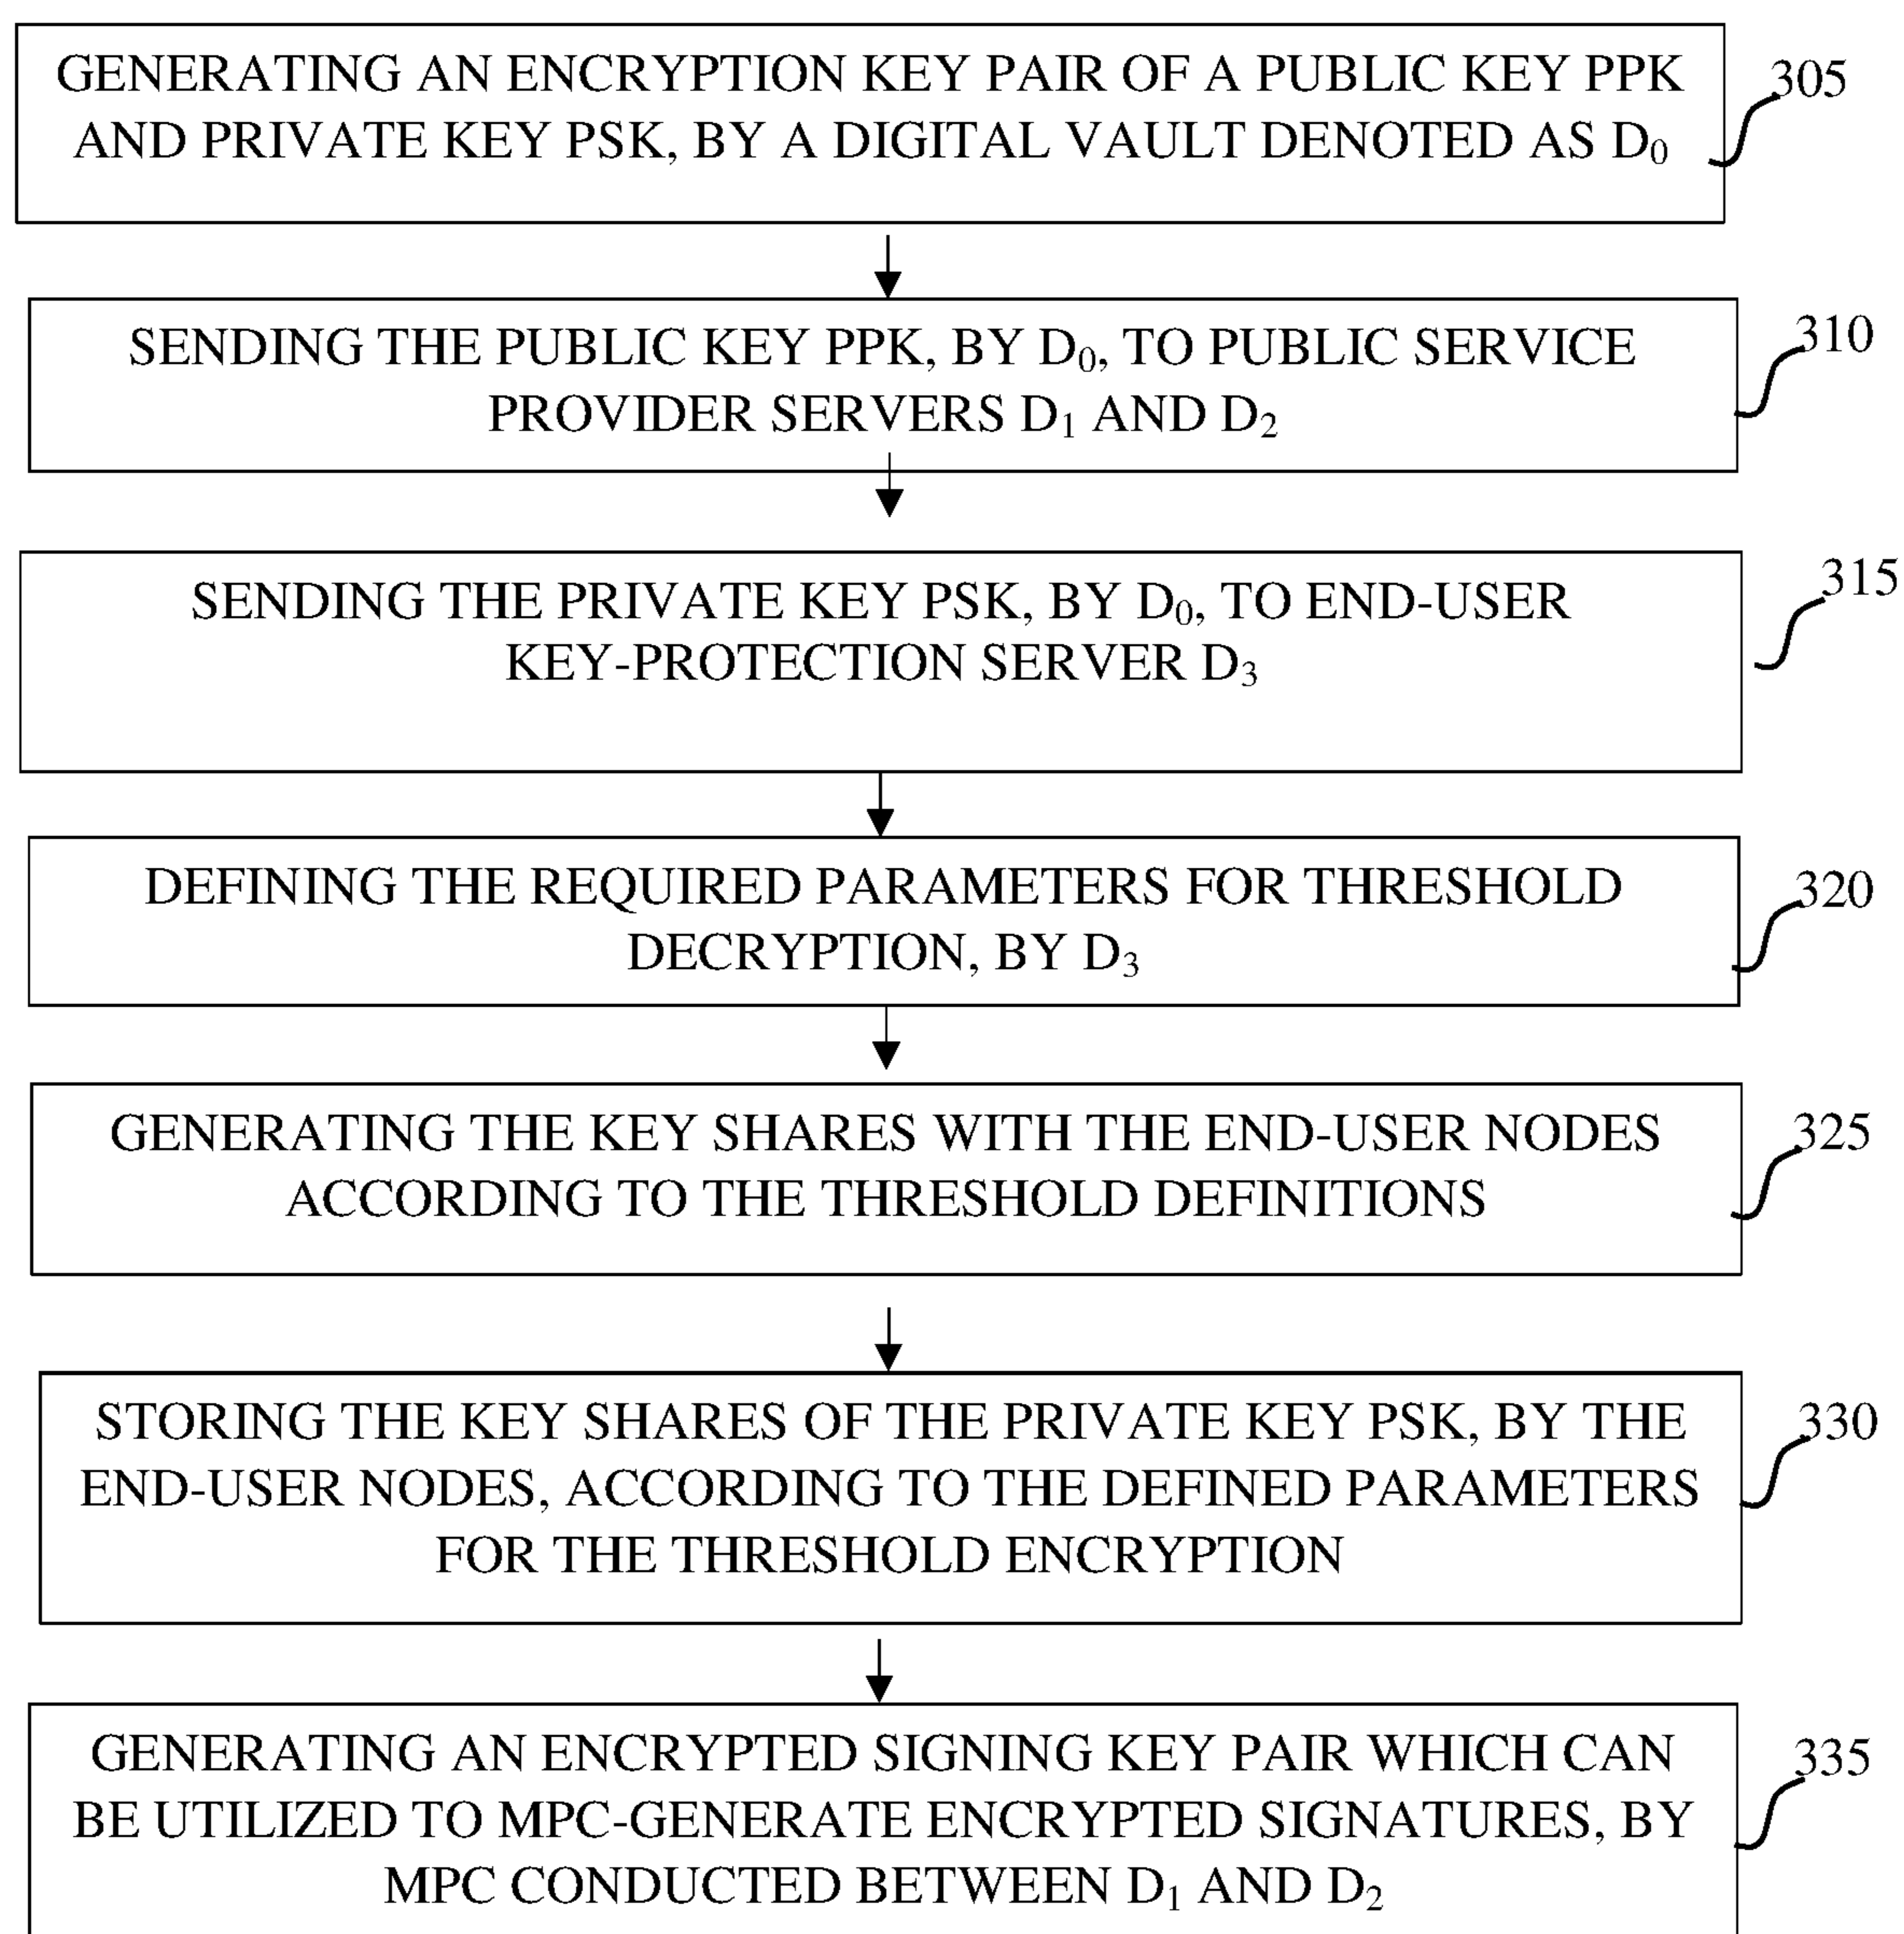 GENERATING AN ENCRYPTION KEY PAIR OF A PUBLIC KEY PPK
AND PRIVATE KEY PSK, BY A DIGITAL VAULT DENOTED AS D₀
305
SENDING THE PUBLIC KEY PPK, BY D₀, TO PUBLIC SERVICE
PROVIDER SERVERS D₁ AND D₂
310
SENDING THE PRIVATE KEY PSK, BY D₀, TO END-USER
KEY-PROTECTION SERVER D₃
315
DEFINING THE REQUIRED PARAMETERS FOR THRESHOLD
DECRYPTION, BY D₃
320
GENERATING THE KEY SHARES WITH THE END-USER NODES
ACCORDING TO THE THRESHOLD DEFINITIONS
325
STORING THE KEY SHARES OF THE PRIVATE KEY PSK, BY THE
END-USER NODES, ACCORDING TO THE DEFINED PARAMETERS
FOR THE THRESHOLD ENCRYPTION
330
GENERATING AN ENCRYPTED SIGNING KEY PAIR WHICH CAN
BE UTILIZED TO MPC-GENERATE ENCRYPTED SIGNATURES, BY
MPC CONDUCTED BETWEEN D₁ AND D₂
335